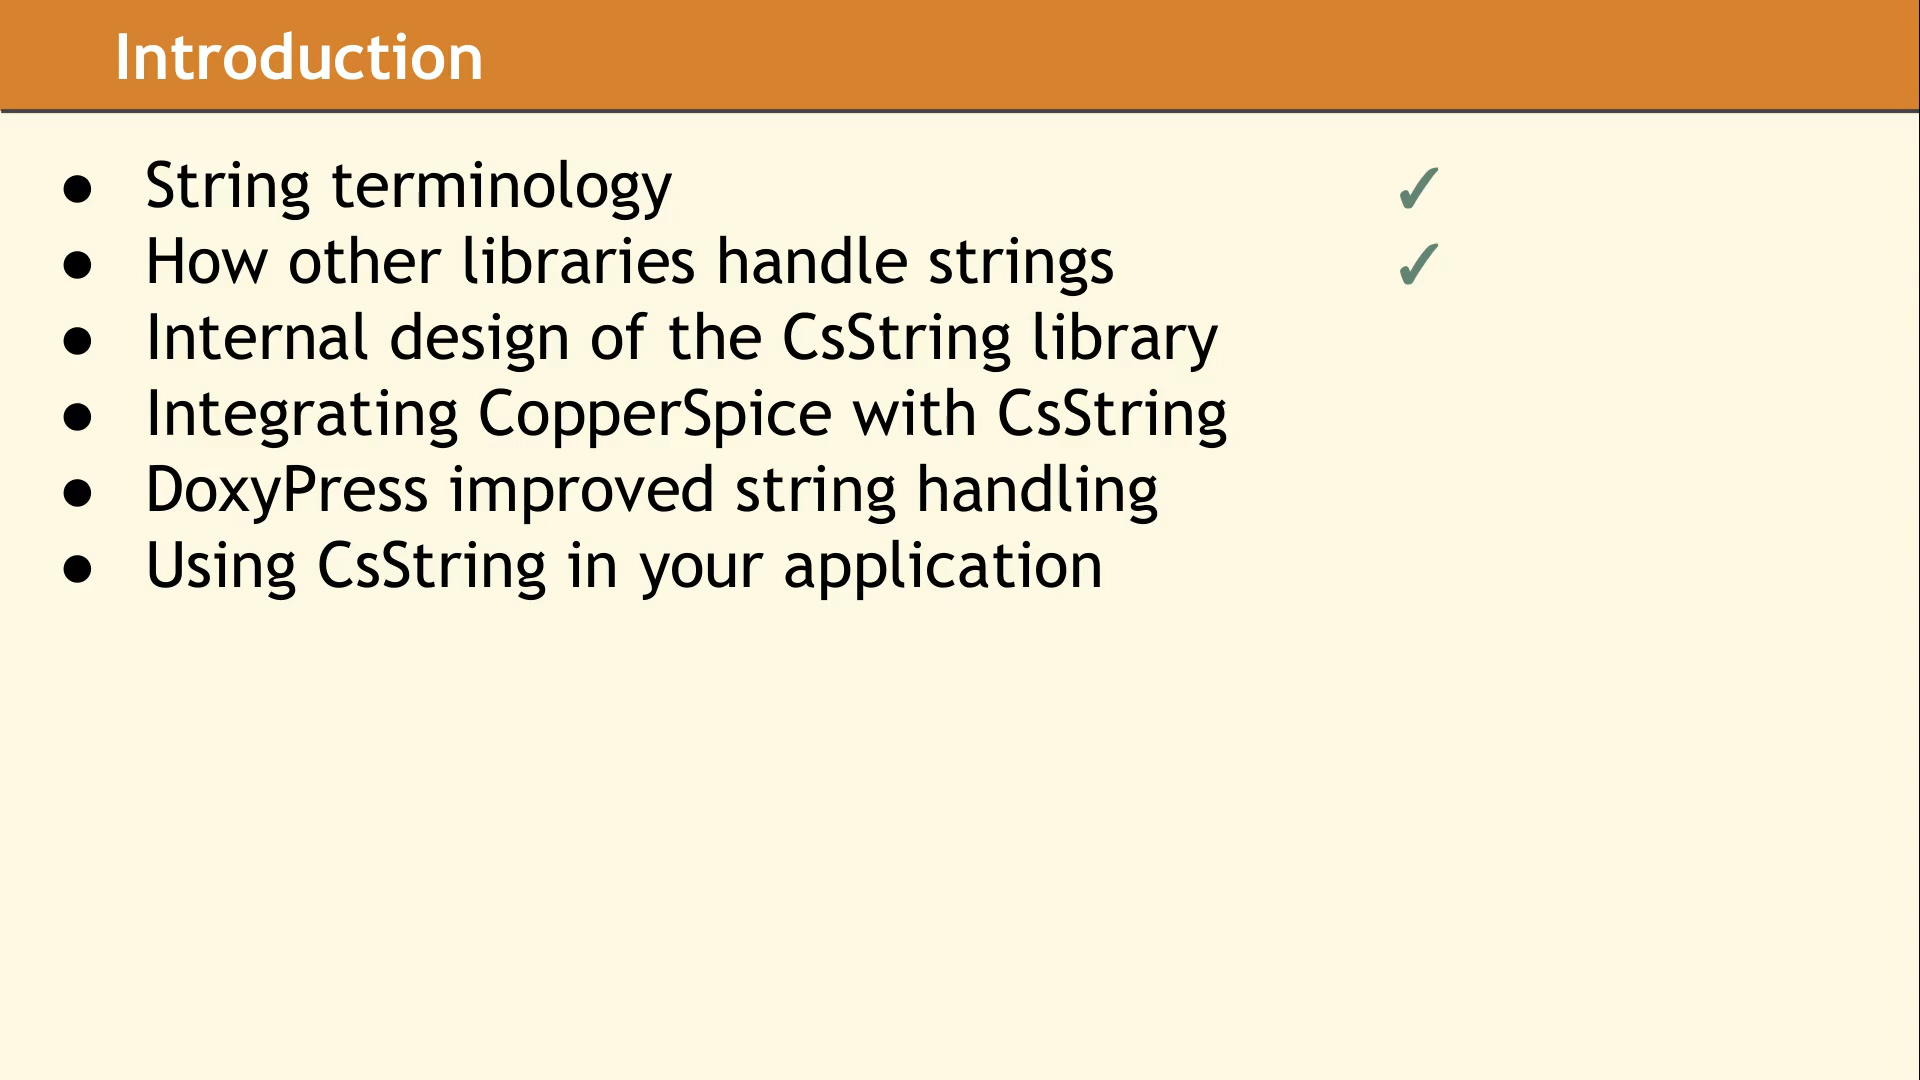 Introduction
● String terminology ✓
● How other libraries handle strings ✓
● Internal design of the CsString library
● Integrating CopperSpice with CsString
● DoxyPress improved string handling
● Using CsString in your application